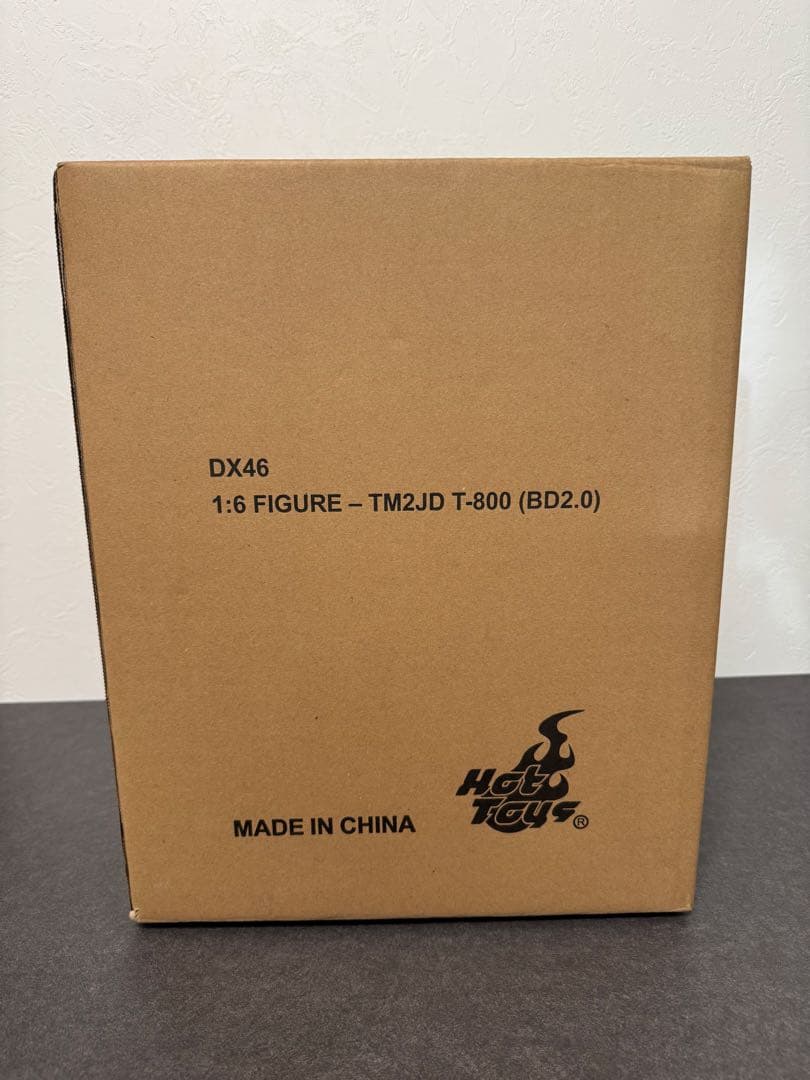 DX46
1:6 FIGURE – TM2JD T-800 (BD2.0)
Hot
Toys®
MADE IN CHINA